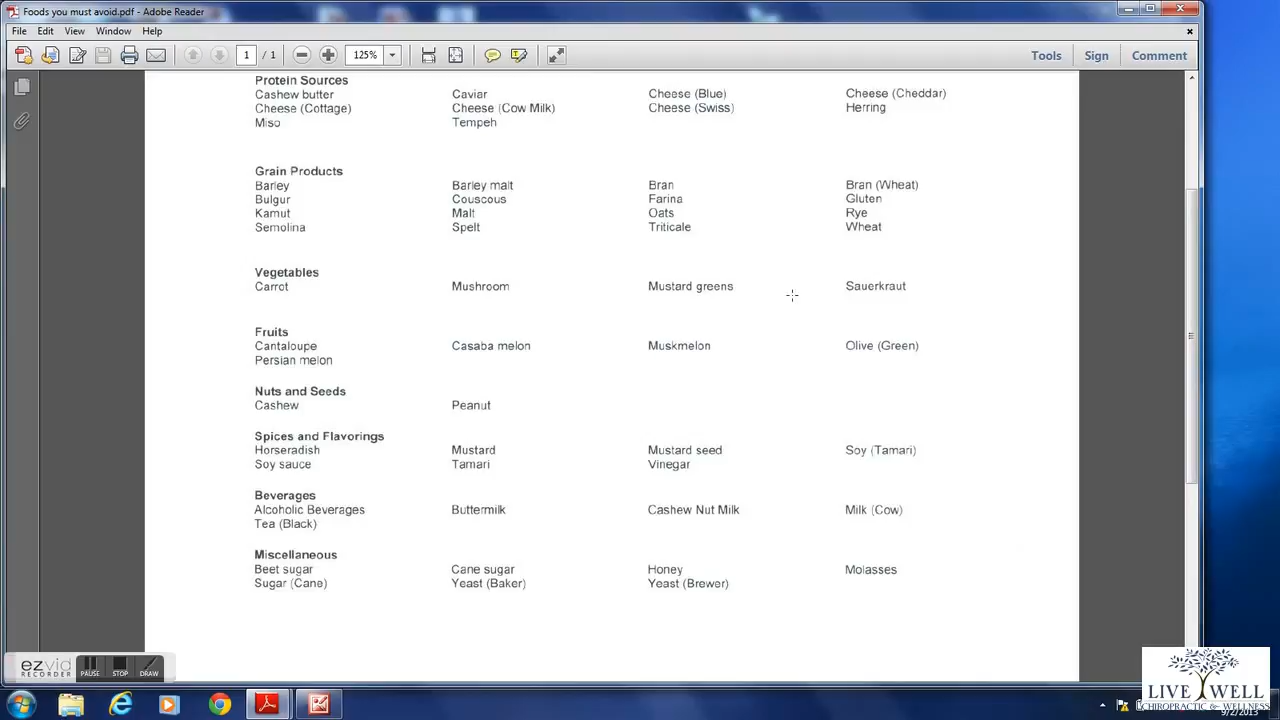 Foods you must avoid.pdf - Adobe Reader
File Edit View Window Help
1 / 1 125% Tools Sign Comment
Protein Sources
Cashew butter Caviar Cheese (Blue) Cheese (Cheddar)
Cheese (Cottage) Cheese (Cow Milk) Cheese (Swiss) Herring
Miso Tempeh
Grain Products
Barley Barley malt Bran Bran (Wheat)
Bulgur Couscous Farina Gluten
Kamut Malt Oats Rye
Semolina Spelt Triticale Wheat
Vegetables
Carrot Mushroom Mustard greens Sauerkraut
Fruits
Cantaloupe Casaba melon Muskmelon Olive (Green)
Persian melon
Nuts and Seeds
Cashew Peanut
Spices and Flavorings
Horseradish Mustard Mustard seed Soy (Tamari)
Soy sauce Tamari Vinegar
Beverages
Alcoholic Beverages Buttermilk Cashew Nut Milk Milk (Cow)
Tea (Black)
Miscellaneous
Beet sugar Cane sugar Honey Molasses
Sugar (Cane) Yeast (Baker) Yeast (Brewer)
ezvid
RECORDER
PAUSE STOP DRAW
LIVE WELL
CHIROPRACTIC & WELLNESS
9/2/2013